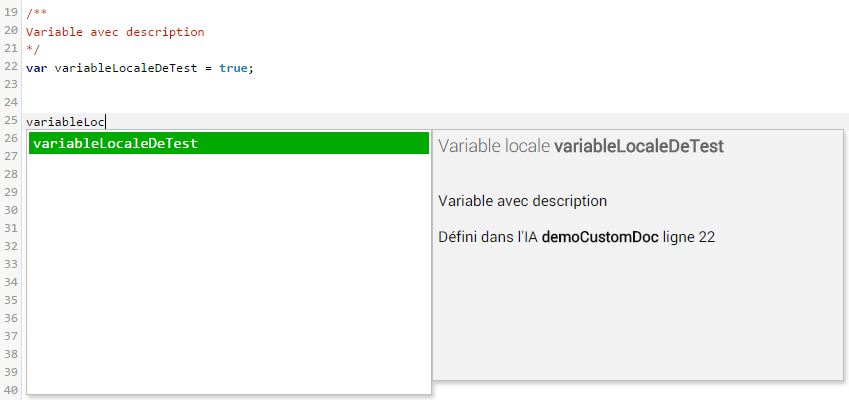 19 /**
20 Variable avec description
21 */
22 var variableLocaleDeTest = true;
23
24
25 variableLoc
26
27
28
29
30
31
32
33
34
35
36
37
38
39
40
variableLocaleDeTest
Variable locale variableLocaleDeTest
Variable avec description
Défini dans l'IA demoCustomDoc ligne 22